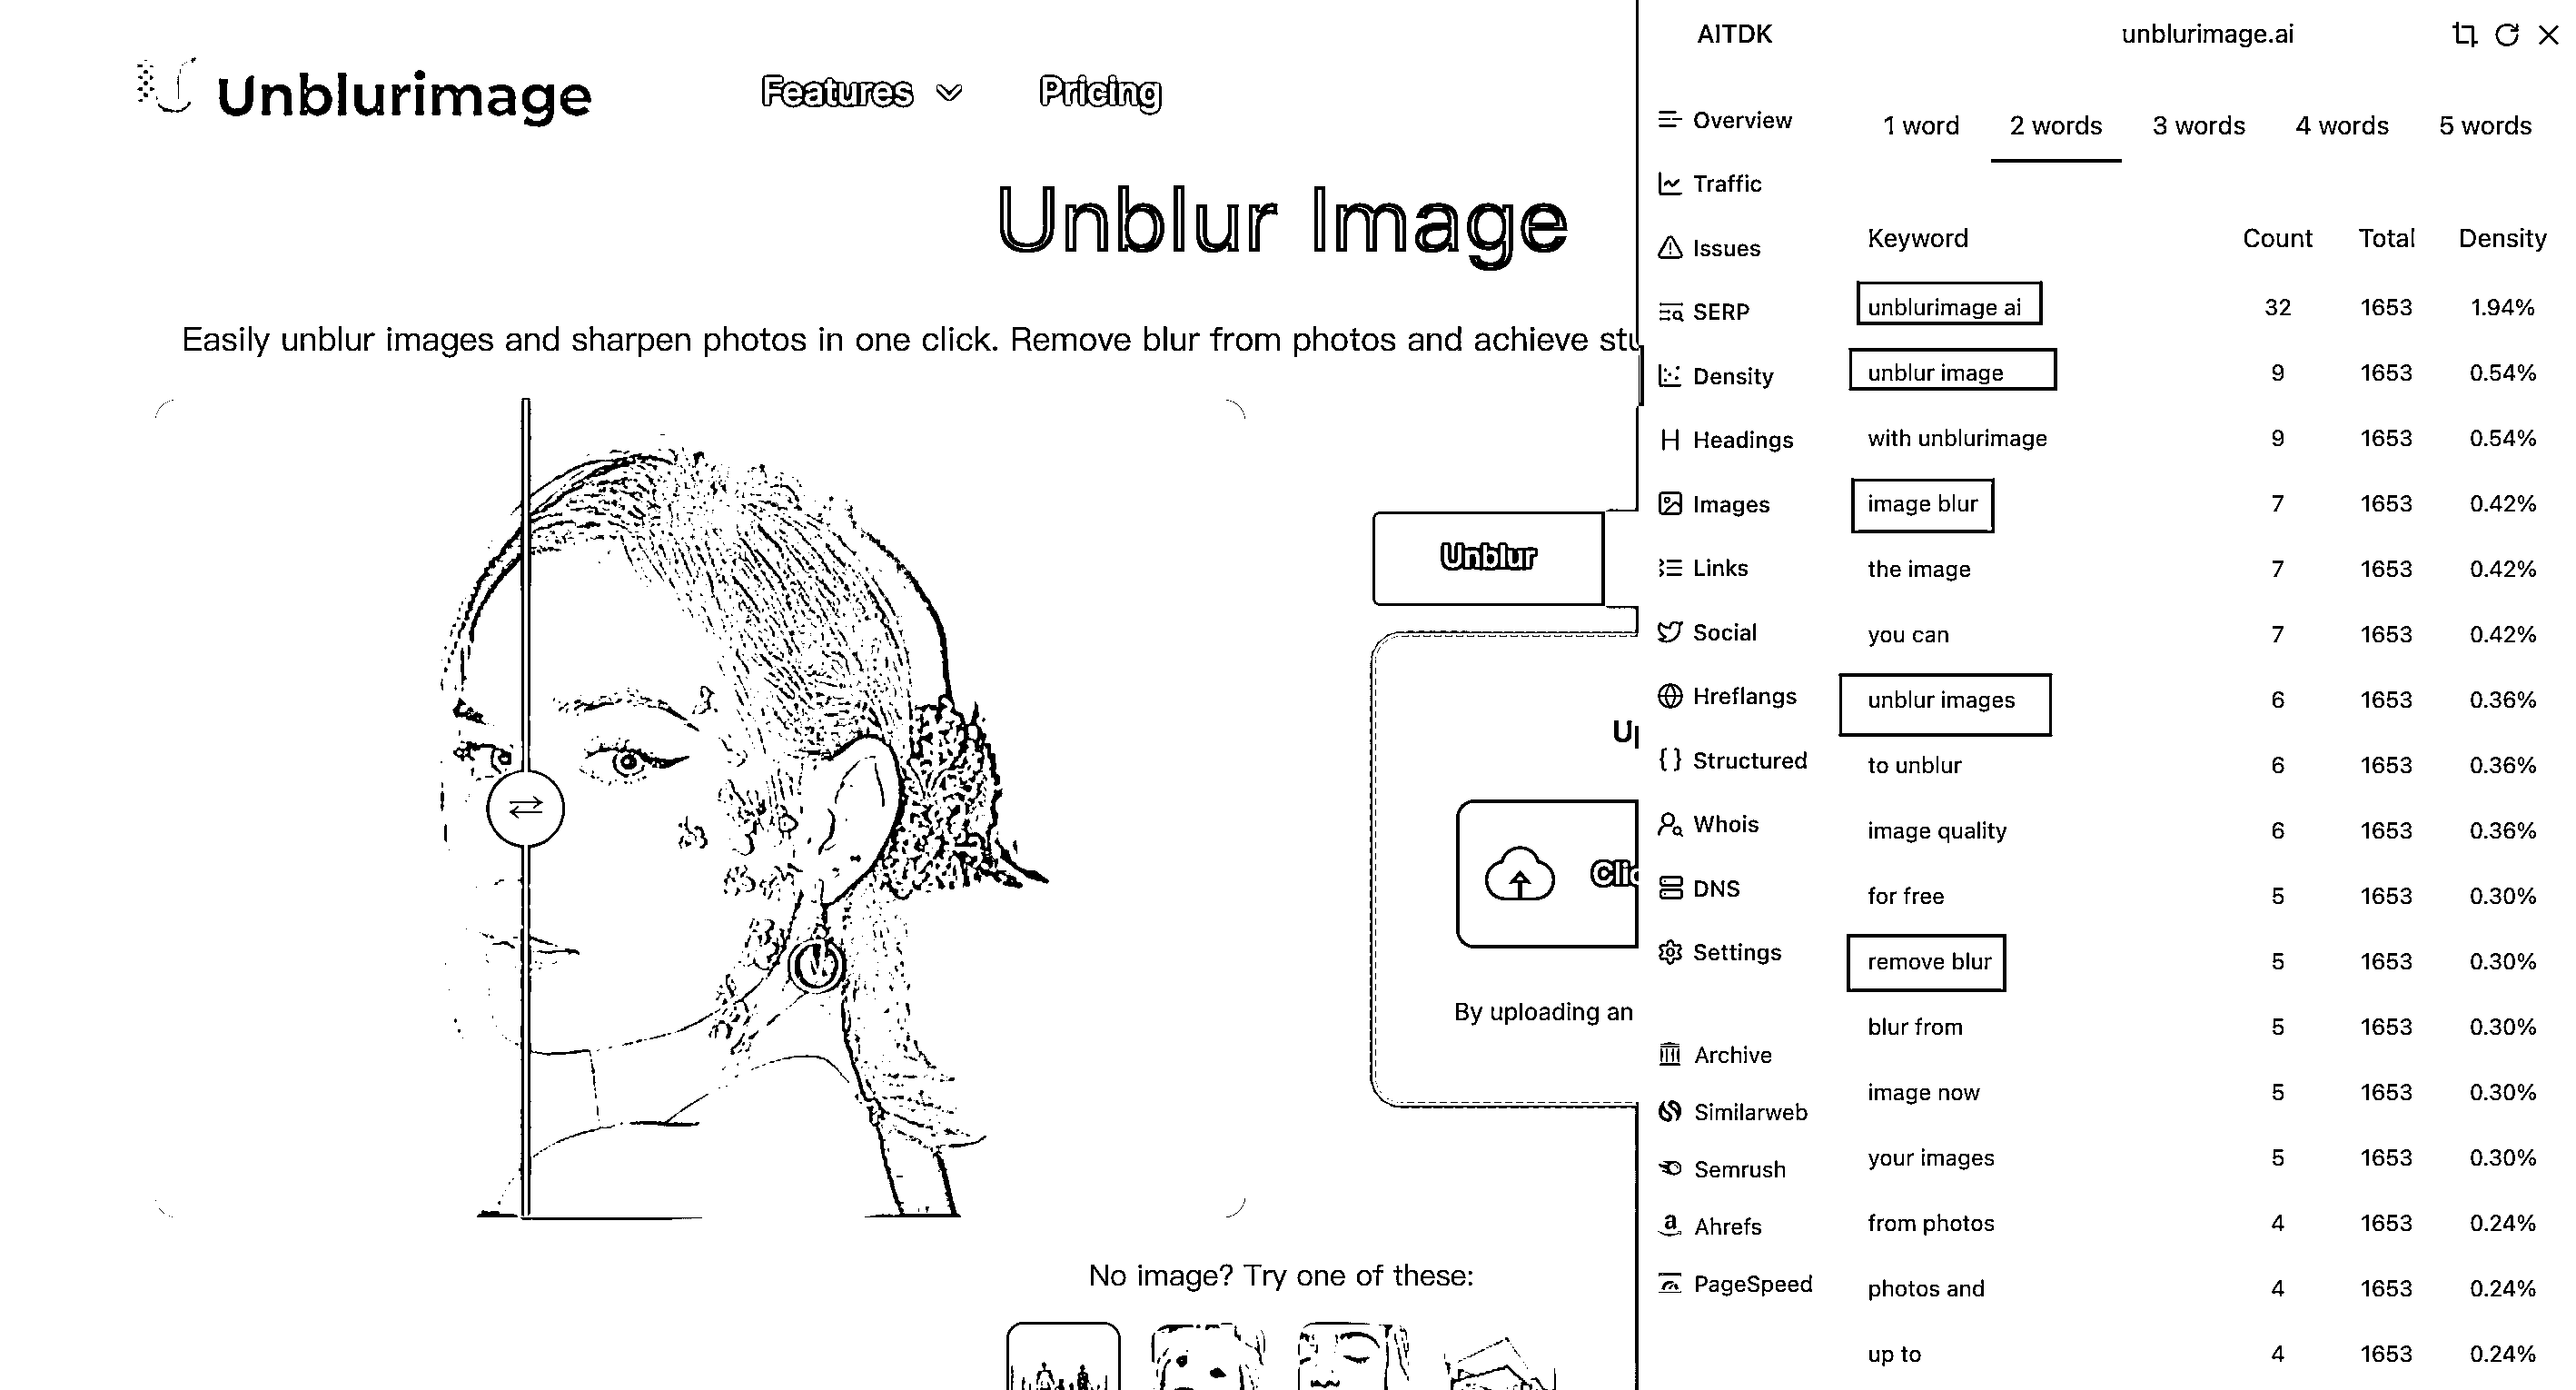 Unblurimage
Features
Pricing
Unblur Image
Easily unblur images and sharpen photos in one click. Remove blur from photos and achieve
Unblur
By uploading an
No image? Try one of these:
AITDK
unblurimage.ai
Overview
Traffic
Issues
SERP
Density
Headings
Images
Links
Social
Hreflangs
Structured
Whois
DNS
Settings
Archive
Similarweb
Semrush
Ahrefs
PageSpeed
1 word 2 words 3 words 4 words 5 words
Keyword Count Total Density
unblurimage ai 32 1653 1.94%
unblur image 9 1653 0.54%
with unblurimage 9 1653 0.54%
image blur 7 1653 0.42%
the image 7 1653 0.42%
you can 7 1653 0.42%
unblur images 6 1653 0.36%
to unblur 6 1653 0.36%
image quality 6 1653 0.36%
for free 5 1653 0.30%
remove blur 5 1653 0.30%
blur from 5 1653 0.30%
image now 5 1653 0.30%
your images 5 1653 0.30%
from photos 4 1653 0.24%
photos and 4 1653 0.24%
up to 4 1653 0.24%